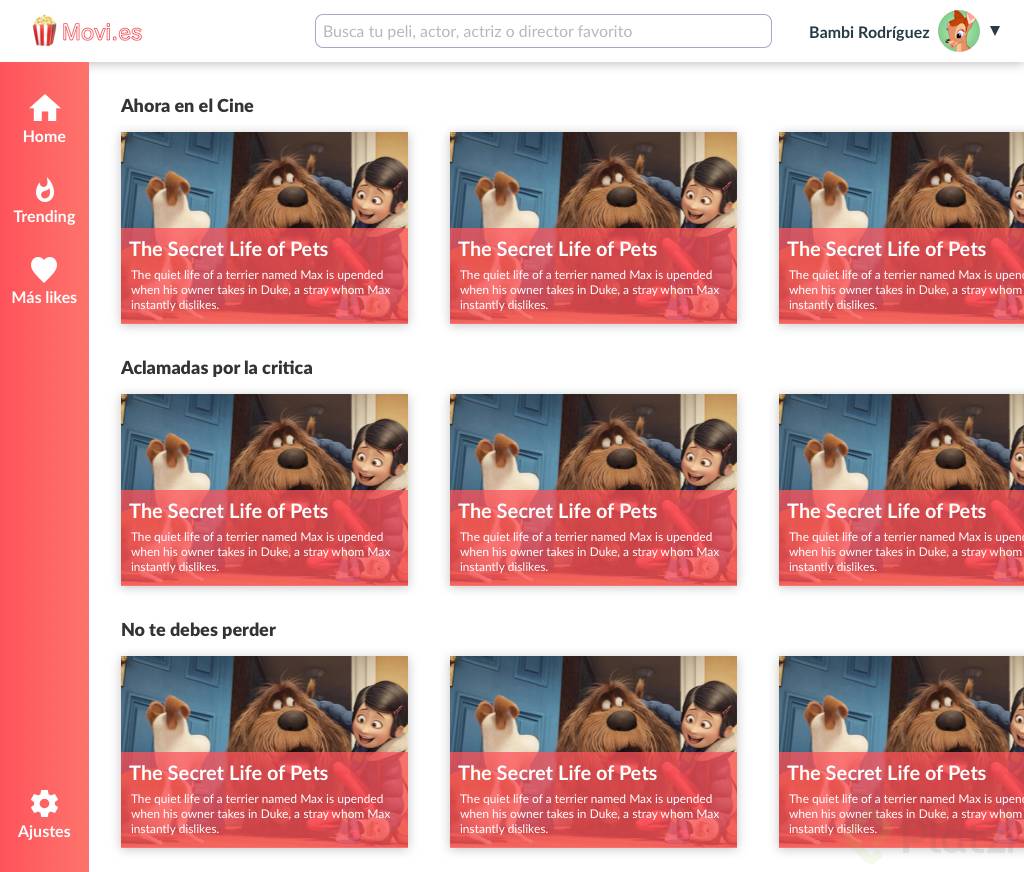 Movi.es
Busca tu peli, actor, actriz o director favorito
Bambi Rodríguez ▼
Home
Trending
Más likes
Ajustes
Ahora en el Cine
The Secret Life of Pets
The quiet life of a terrier named Max is upended
when his owner takes in Duke, a stray whom Max
instantly dislikes.
The Secret Life of Pets
The quiet life of a terrier named Max is upended
when his owner takes in Duke, a stray whom Max
instantly dislikes.
The Secret Life of Pets
The quiet life of a terrier named Max is upen
when his owner takes in Duke, a stray whom
instantly dislikes.
Aclamadas por la critica
The Secret Life of Pets
The quiet life of a terrier named Max is upended
when his owner takes in Duke, a stray whom Max
instantly dislikes.
The Secret Life of Pets
The quiet life of a terrier named Max is upended
when his owner takes in Duke, a stray whom Max
instantly dislikes.
The Secret Life of Pets
The quiet life of a terrier named Max is upen
when his owner takes in Duke, a stray whom
instantly dislikes.
No te debes perder
The Secret Life of Pets
The quiet life of a terrier named Max is upended
when his owner takes in Duke, a stray whom Max
instantly dislikes.
The Secret Life of Pets
The quiet life of a terrier named Max is upended
when his owner takes in Duke, a stray whom Max
instantly dislikes.
The Secret Life of Pets
The quiet life of a terrier named Max is upen
when his owner takes in Duke, a stray whom
instantly dislikes.